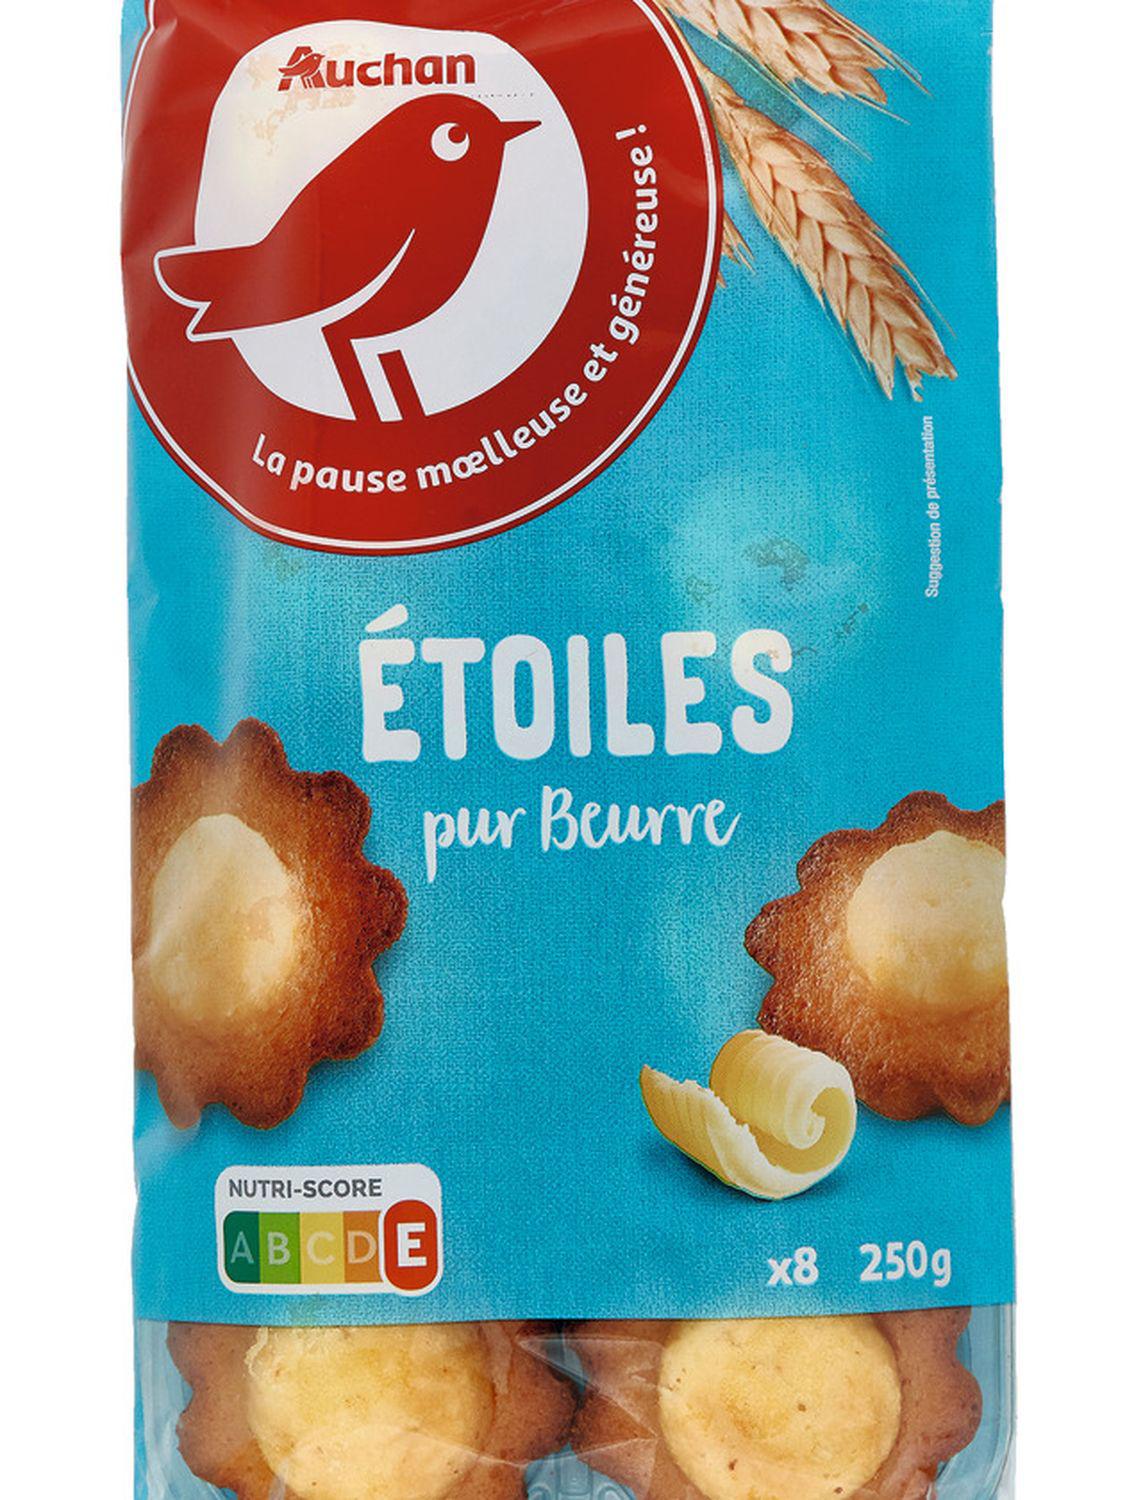 Auchan
La pause mœlleuse et généreuse !
Suggestion de présentation
ÉTOILES
pur Beurre
NUTRI-SCORE
A B C D E
x8 250g